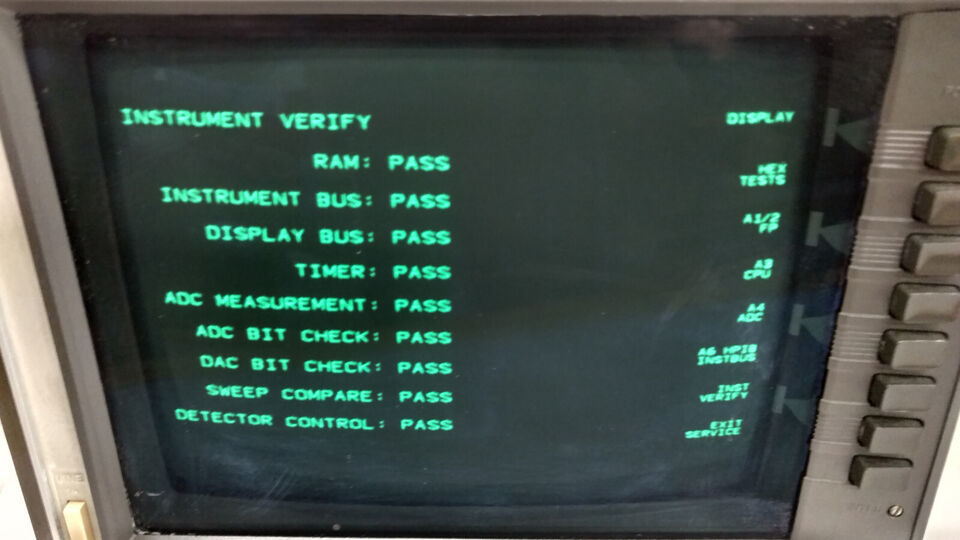 INSTRUMENT VERIFY
RAM: PASS
INSTRUMENT BUS: PASS
DISPLAY BUS: PASS
TIMER: PASS
ADC MEASUREMENT: PASS
ADC BIT CHECK: PASS
DAC BIT CHECK: PASS
SWEEP COMPARE: PASS
DETECTOR CONTROL: PASS
DISPLAY
HEX
TESTS
A1/2
FP
A3
CPU
A4
ADC
A6 HPIB
INSTBUS
INST
VERIFY
EXIT
SERVICE
LINE